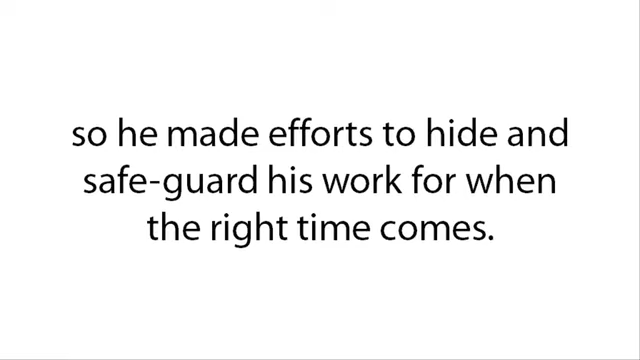 so he made efforts to hide and
safe-guard his work for when
the right time comes.